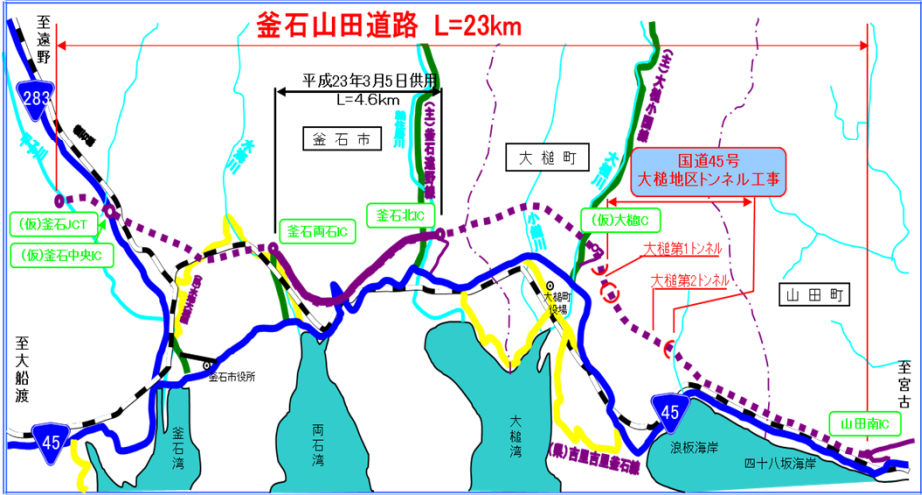 釜石山田道路 L=23km
至遠野
平成23年3月5日供用
L=4.6km
283
釜石市
大槌町
国道45号
大槌地区トンネル工事
(主)釜石遠野線
(主)大槌小国線
大槌川
小鎚川
(仮)釜石JCT
(仮)釜石中央IC
釜石両石IC
釜石北IC
(仮)大槌IC
大槌第1トンネル
大槌第2トンネル
山田町
大槌町
役場
釜石市役所
至大船渡
至宮古
45
45
山田南IC
釜石湾
両石湾
大槌湾
浪板海岸
四十八坂海岸
(県)吉里吉里釜石線